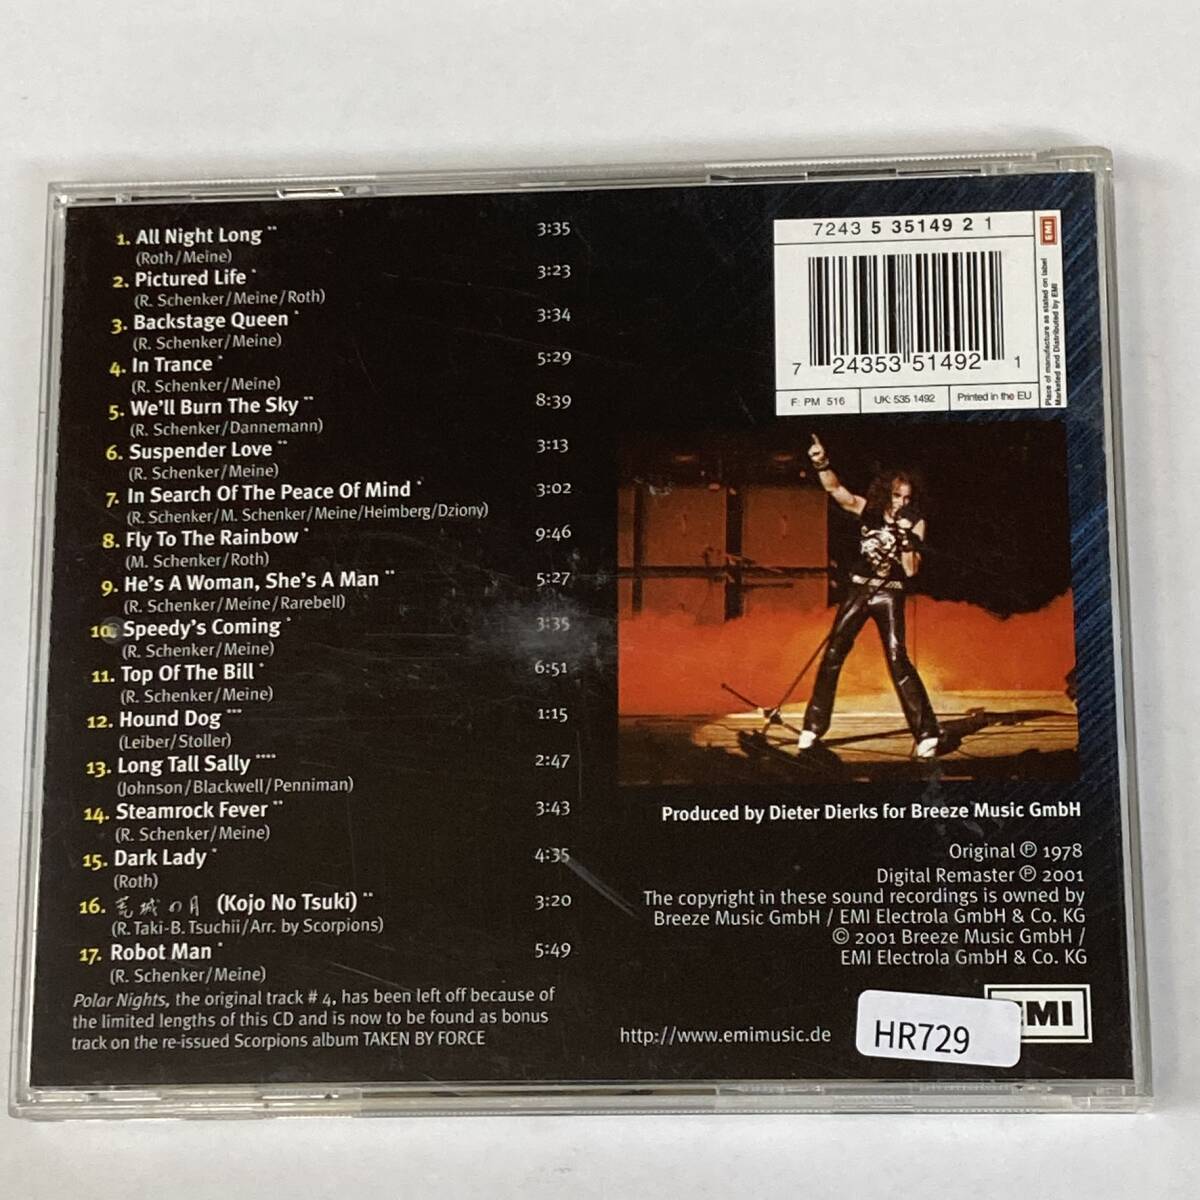 1. All Night Long ** 3:35
(Roth/Meine)
2. Pictured Life * 3:23
(R. Schenker/Meine/Roth)
3. Backstage Queen * 3:34
(R. Schenker/Meine)
4. In Trance * 5:29
(R. Schenker/Meine)
5. We'll Burn The Sky ** 8:39
(R. Schenker/Dannemann)
6. Suspender Love ** 3:13
(R. Schenker/Meine)
7. In Search Of The Peace Of Mind * 3:02
(R. Schenker/M. Schenker/Meine/Heimberg/Dziony)
8. Fly To The Rainbow * 9:46
(M. Schenker/Roth)
9. He's A Woman, She's A Man ** 5:27
(R. Schenker/Meine/Rarebell)
10. Speedy's Coming * 3:35
(R. Schenker/Meine)
11. Top Of The Bill * 6:51
(R. Schenker/Meine)
12. Hound Dog *** 1:15
(Leiber/Stoller)
13. Long Tall Sally **** 2:47
(Johnson/Blackwell/Penniman)
14. Steamrock Fever ** 3:43
(R. Schenker/Meine)
15. Dark Lady * 4:35
(Roth)
16. 荒城の月 (Kojo No Tsuki) ** 3:20
(R. Taki-B. Tsuchii/Arr. by Scorpions)
17. Robot Man * 5:49
(R. Schenker/Meine)
Polar Nights, the original track # 4, has been left off because of
the limited lengths of this CD and is now to be found as bonus
track on the re-issued Scorpions album TAKEN BY FORCE
7243 5 35149 2 1
7 24353 51492 1
F: PM 516 UK: 535 1492 Printed in the EU
EMI
Place of manufacture as stated on label
Marketed and Distributed by EMI
Produced by Dieter Dierks for Breeze Music GmbH
Original ℗ 1978
Digital Remaster ℗ 2001
The copyright in these sound recordings is owned by
Breeze Music GmbH / EMI Electrola GmbH & Co. KG
© 2001 Breeze Music GmbH /
EMI Electrola GmbH & Co. KG
http://www.emimusic.de
HR729
EMI